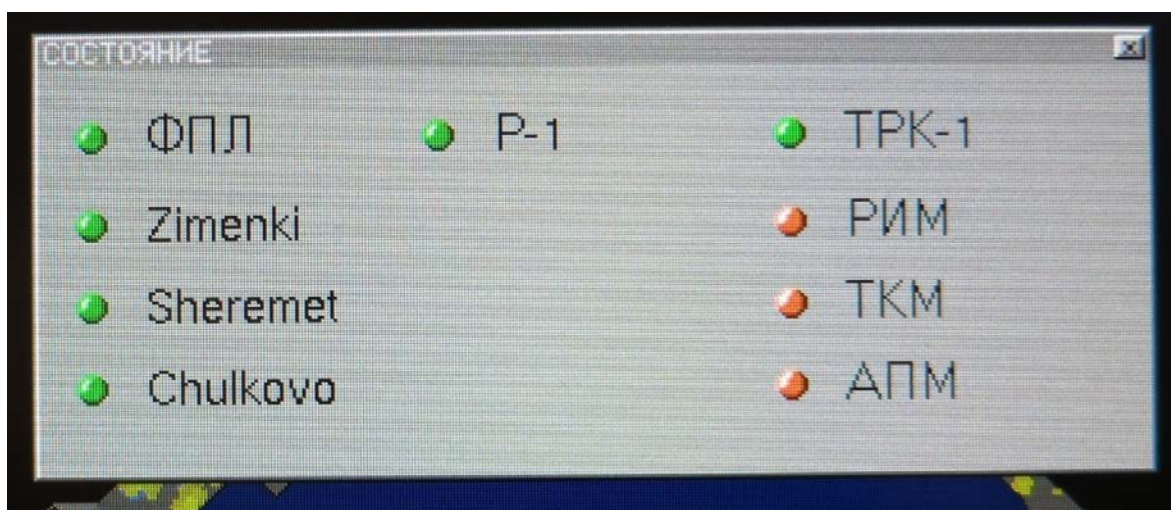 СОСТОЯНИЕ
ФПЛ Р-1 ТРК-1
Zimenki РИМ
Sheremet ТКМ
Chulkovo АПМ